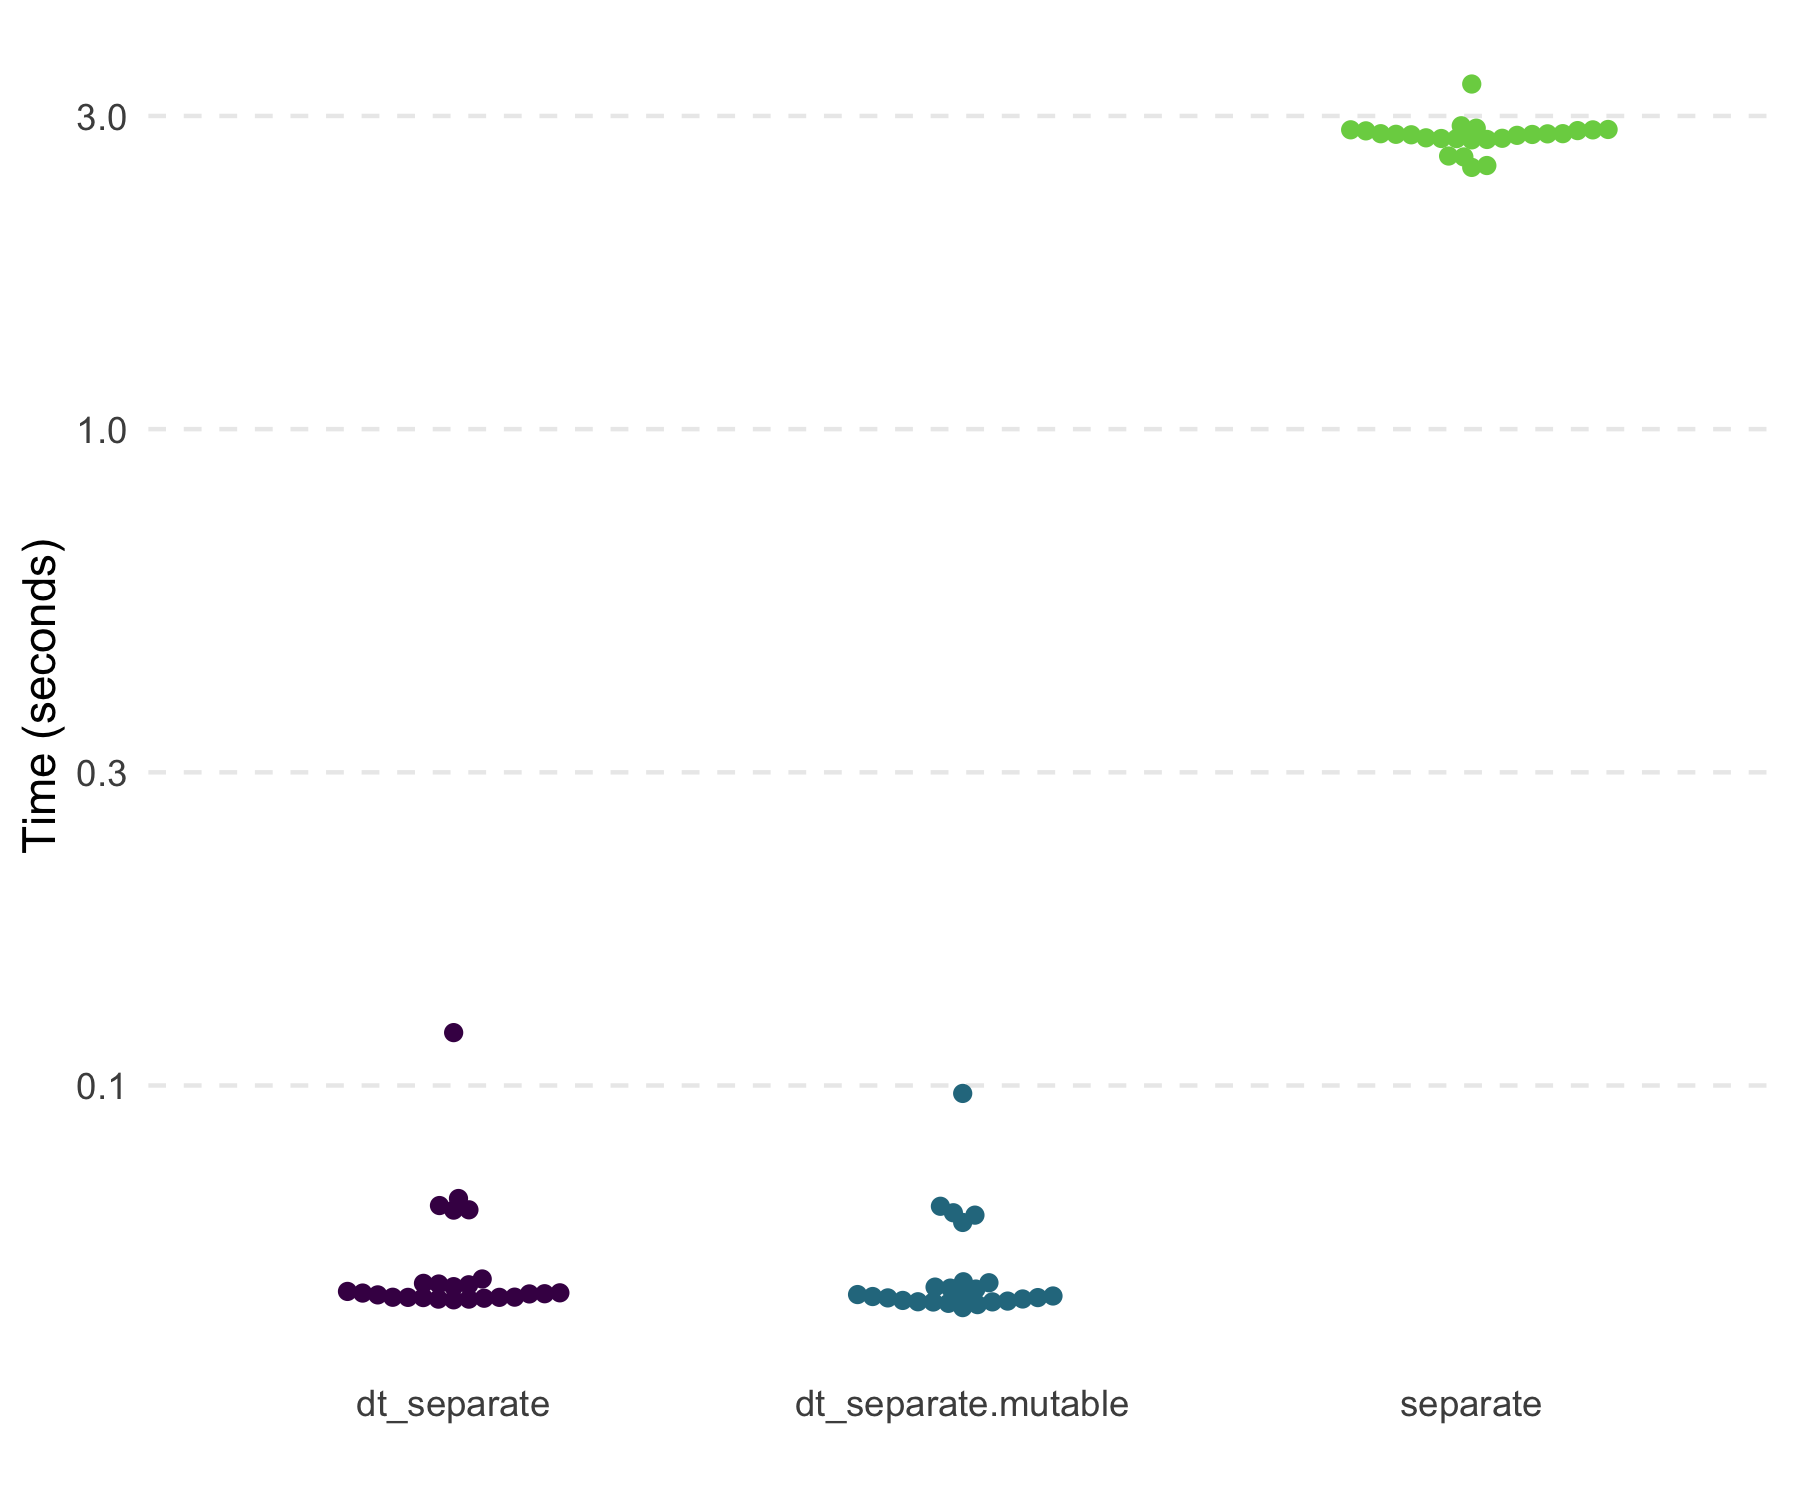 3.0
1.0
0.3
0.1
Time (seconds)
dt_separate
dt_separate.mutable
separate